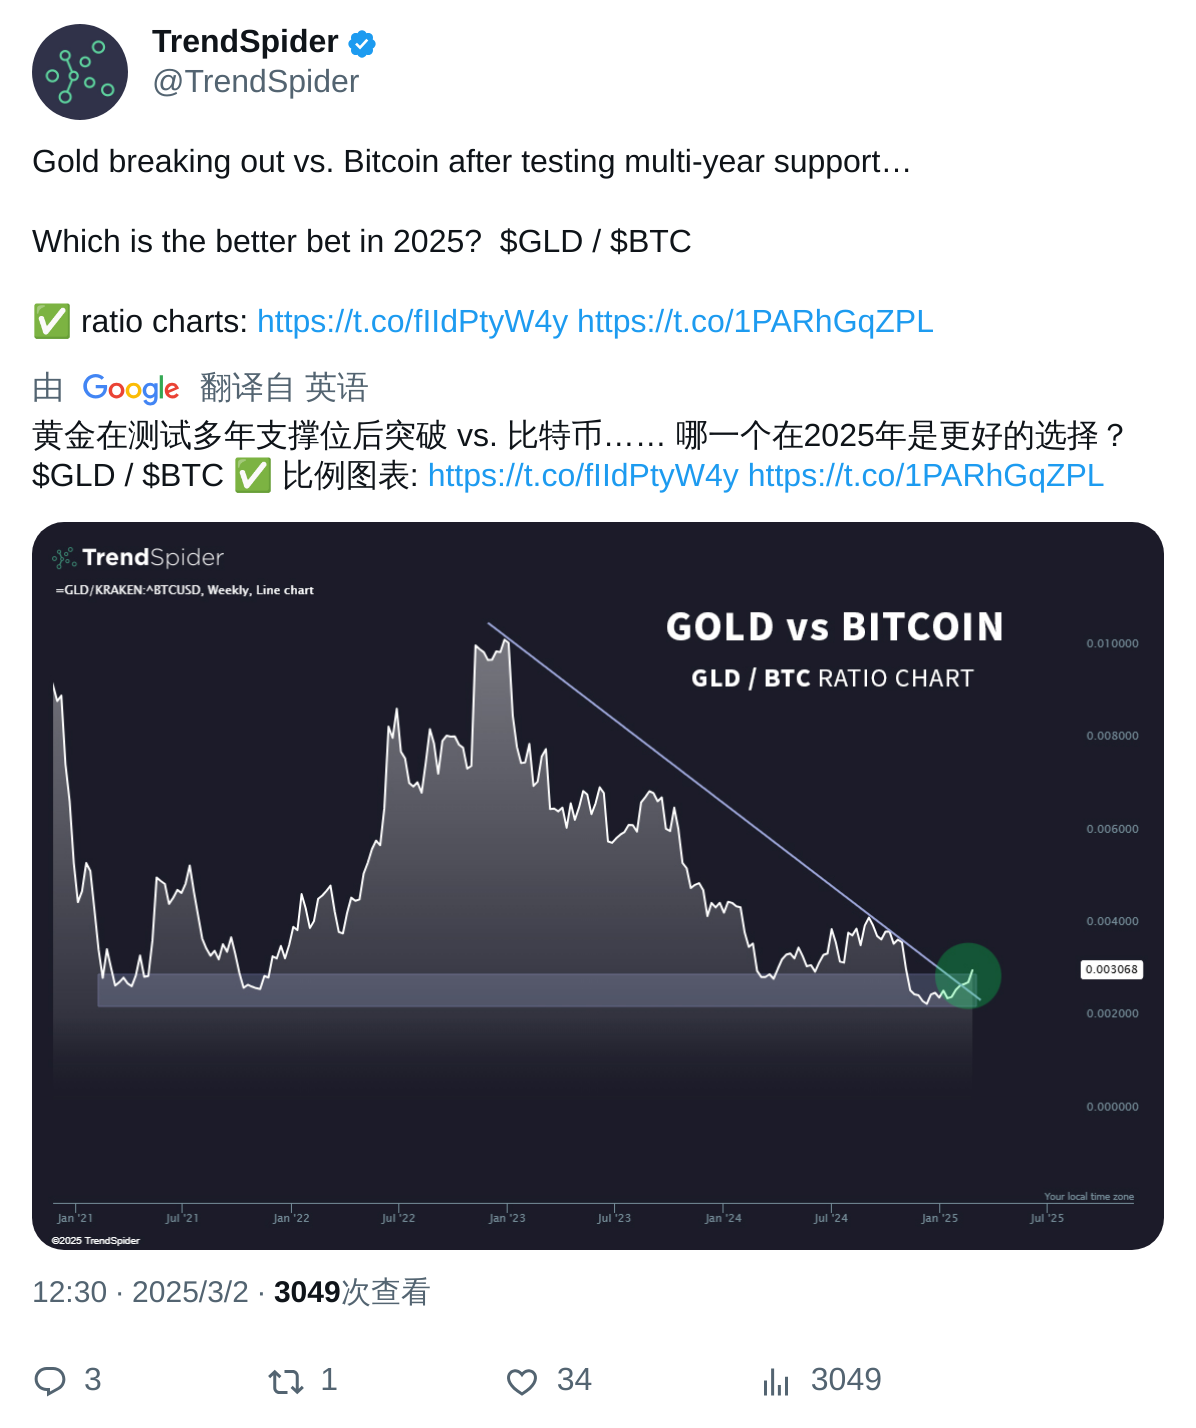 TrendSpider
@TrendSpider
Gold breaking out vs. Bitcoin after testing multi-year support…
Which is the better bet in 2025?  $GLD / $BTC
✅ ratio charts: https://t.co/fIIdPtyW4y https://t.co/1PARhGqZPL
由 Google 翻译自 英语
黄金在测试多年支撑位后突破 vs. 比特币…… 哪一个在2025年是更好的选择？
$GLD / $BTC ✅ 比例图表: https://t.co/fIIdPtyW4y https://t.co/1PARhGqZPL
TrendSpider
=GLD/KRAKEN:^BTCUSD, Weekly, Line chart
GOLD vs BITCOIN
GLD / BTC RATIO CHART
0.010000
0.008000
0.006000
0.004000
0.003068
0.002000
0.000000
Your local time zone
Jan '21 Jul '21 Jan '22 Jul '22 Jan '23 Jul '23 Jan '24 Jul '24 Jan '25 Jul '25
©2025 TrendSpider
12:30 · 2025/3/2 · 3049次查看
3 1 34 3049